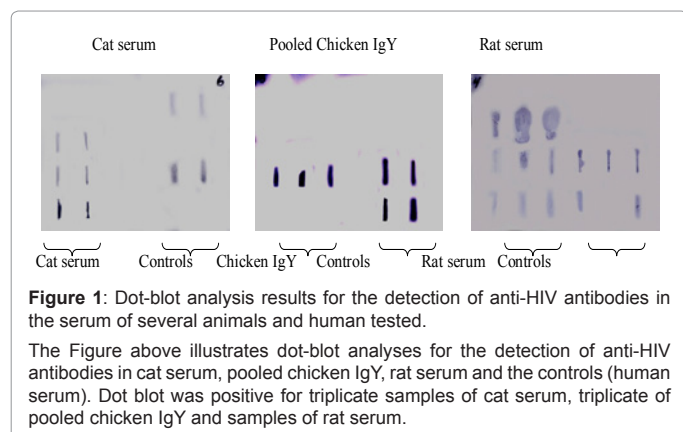 Cat serum Pooled Chicken IgY Rat serum
6
Cat serum Controls Chicken IgY Controls Rat serum Controls
Figure 1: Dot-blot analysis results for the detection of anti-HIV antibodies in
the serum of several animals and human tested.
The Figure above illustrates dot-blot analyses for the detection of anti-HIV
antibodies in cat serum, pooled chicken IgY, rat serum and the controls (human
serum). Dot blot was positive for triplicate samples of cat serum, triplicate of
pooled chicken IgY and samples of rat serum.